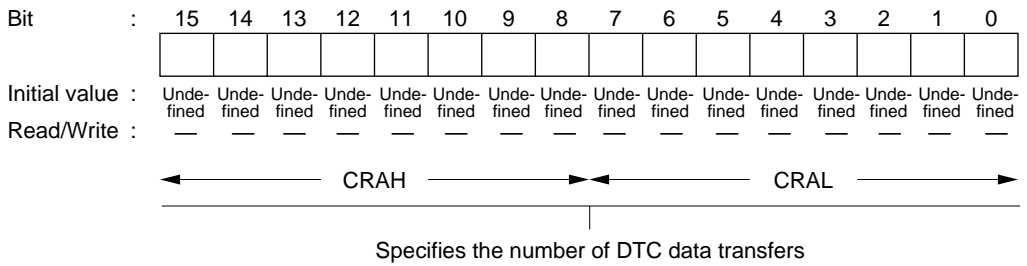 Bit : 15 14 13 12 11 10 9 8 7 6 5 4 3 2 1 0
Initial value : Unde- Unde- Unde- Unde- Unde- Unde- Unde- Unde- Unde- Unde- Unde- Unde- Unde- Unde- Unde- Unde-
fined fined fined fined fined fined fined fined fined fined fined fined fined fined fined fined
Read/Write : — — — — — — — — — — — — — — — —
CRAH CRAL
Specifies the number of DTC data transfers